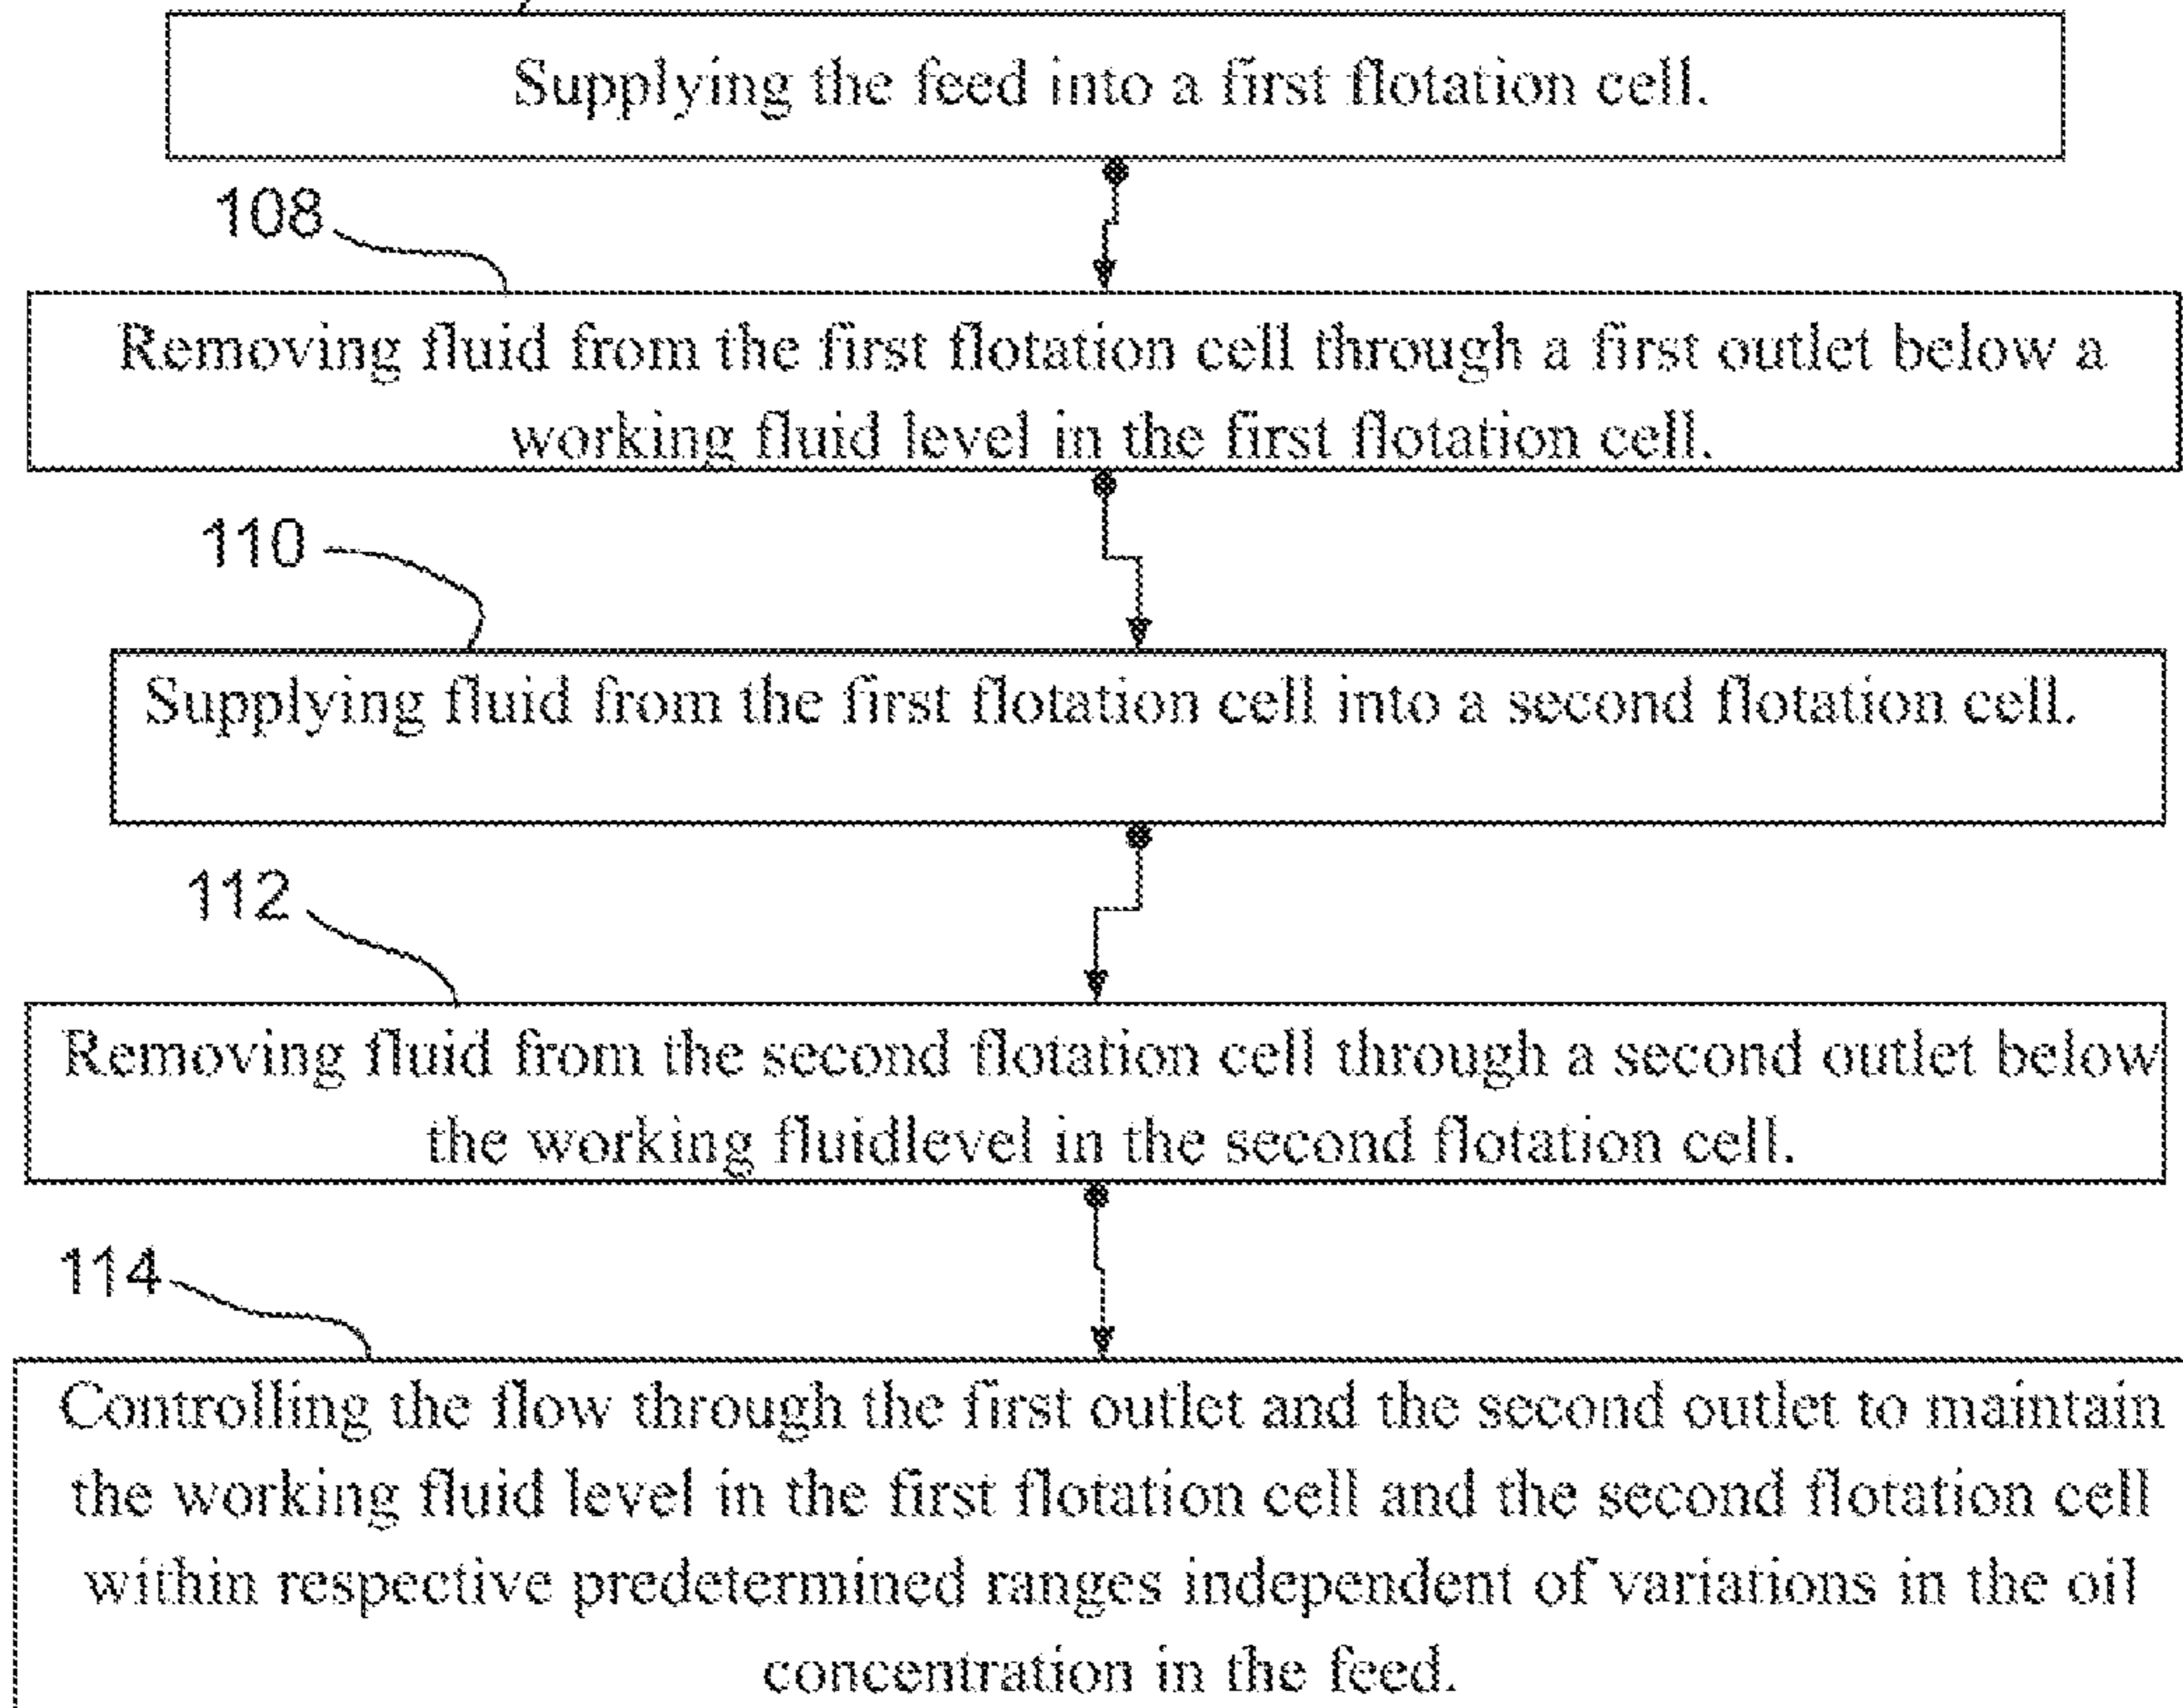 Supplying the feed into a first flotation cell.
108
Removing fluid from the first flotation cell through a first outlet below a
working fluid level in the first flotation cell.
110
Supplying fluid from the first flotation cell into a second flotation cell.
112
Removing fluid from the second flotation cell through a second outlet below
the working fluidlevel in the second flotation cell.
114
Controlling the flow through the first outlet and the second outlet to maintain
the working fluid level in the first flotation cell and the second flotation cell
within respective predetermined ranges independent of variations in the oil
concentration in the feed.